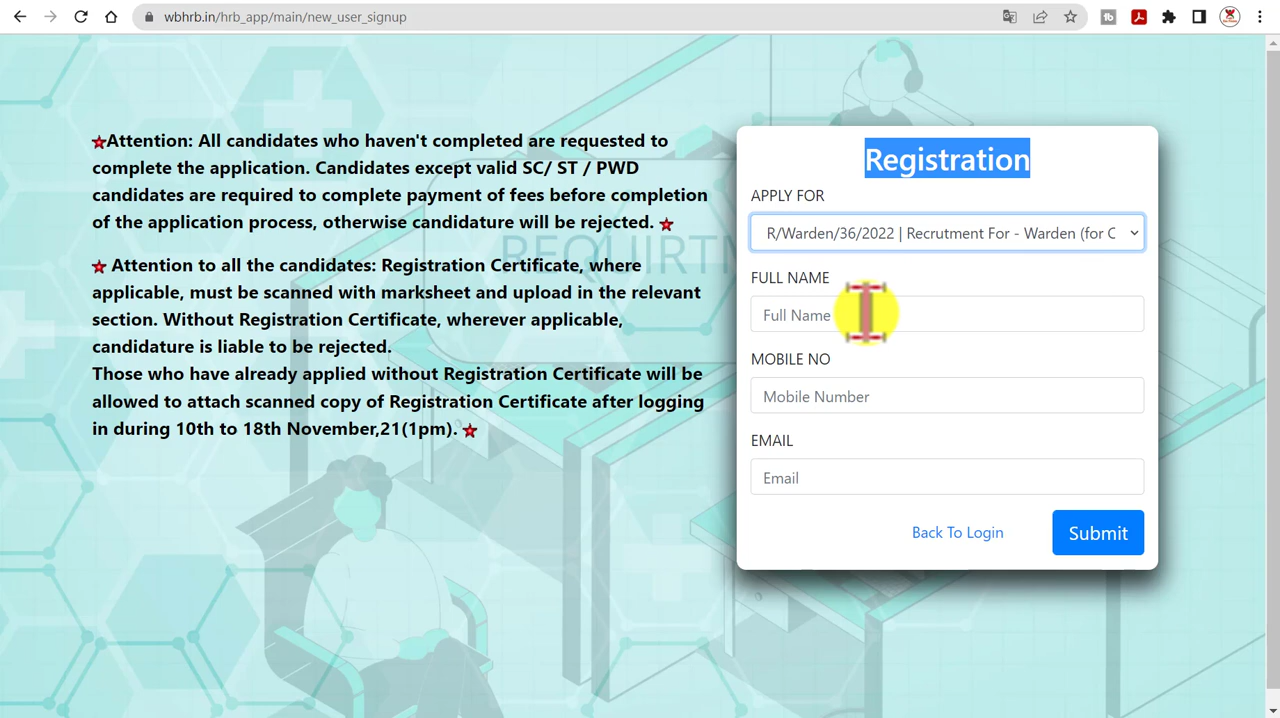 wbhrb.in/hrb_app/main/new_user_signup
Attention: All candidates who haven't completed are requested to
complete the application. Candidates except valid SC/ ST / PWD
candidates are required to complete payment of fees before completion
of the application process, otherwise candidature will be rejected.
Attention to all the candidates: Registration Certificate, where
applicable, must be scanned with marksheet and upload in the relevant
section. Without Registration Certificate, wherever applicable,
candidature is liable to be rejected.
Those who have already applied without Registration Certificate will be
allowed to attach scanned copy of Registration Certificate after logging
in during 10th to 18th November,21(1pm).
REQUIRTM
Registration
APPLY FOR
R/Warden/36/2022 | Recrutment For - Warden (for C
FULL NAME
Full Name
MOBILE NO
Mobile Number
EMAIL
Email
Back To Login
Submit